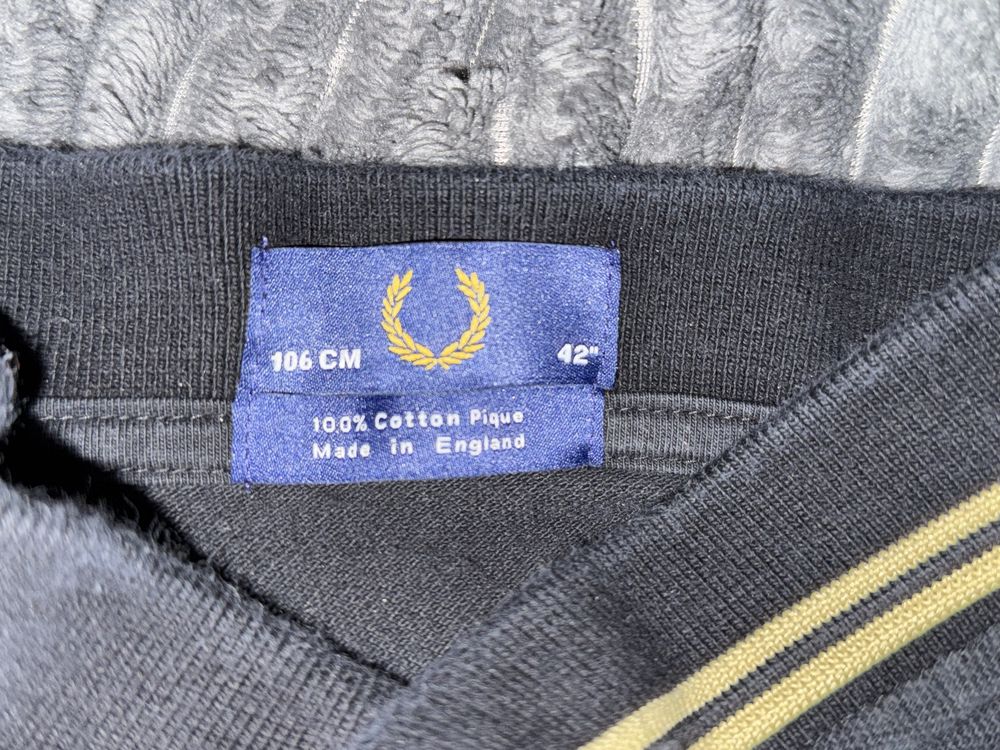 106 CM 42"
100% Cotton Pique
Made in England